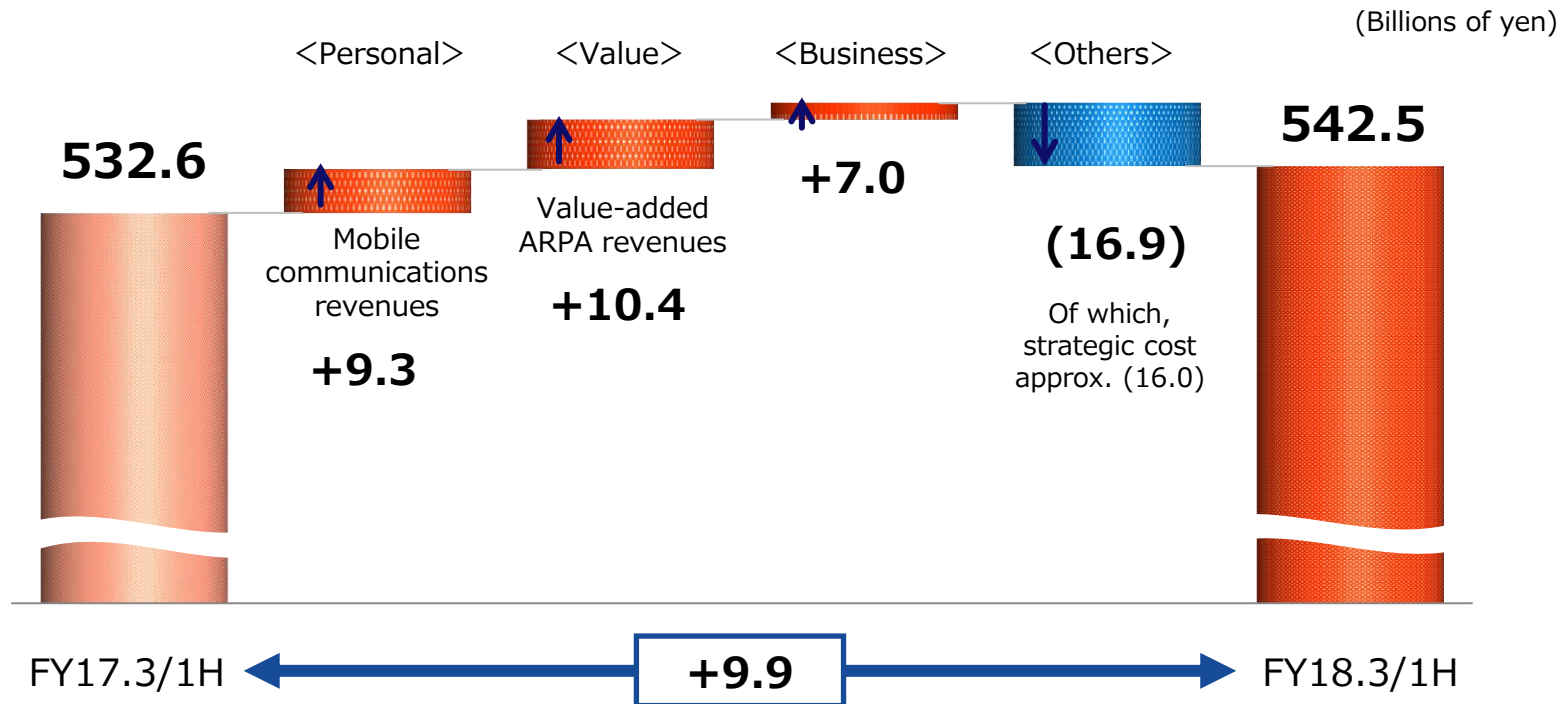 (Billions of yen)
<Personal>
<Value>
<Business>
<Others>
532.6
Mobile
communications
revenues
+9.3
Value-added
ARPA revenues
+10.4
+7.0
(16.9)
Of which,
strategic cost
approx. (16.0)
542.5
FY17.3/1H
+9.9
FY18.3/1H